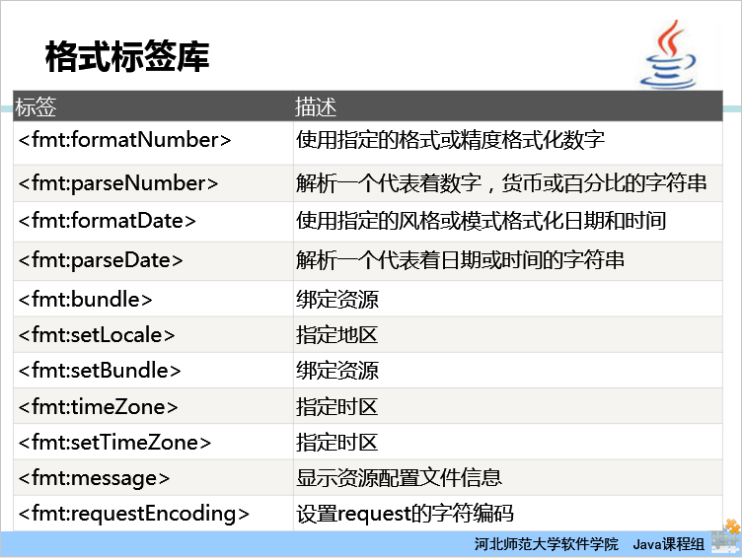 格式标签库
标签 描述
<fmt:formatNumber> 使用指定的格式或精度格式化数字
<fmt:parseNumber> 解析一个代表着数字，货币或百分比的字符串
<fmt:formatDate> 使用指定的风格或模式格式化日期和时间
<fmt:parseDate> 解析一个代表着日期或时间的字符串
<fmt:bundle> 绑定资源
<fmt:setLocale> 指定地区
<fmt:setBundle> 绑定资源
<fmt:timeZone> 指定时区
<fmt:setTimeZone> 指定时区
<fmt:message> 显示资源配置文件信息
<fmt:requestEncoding> 设置request的字符编码
河北师范大学软件学院 Java课程组